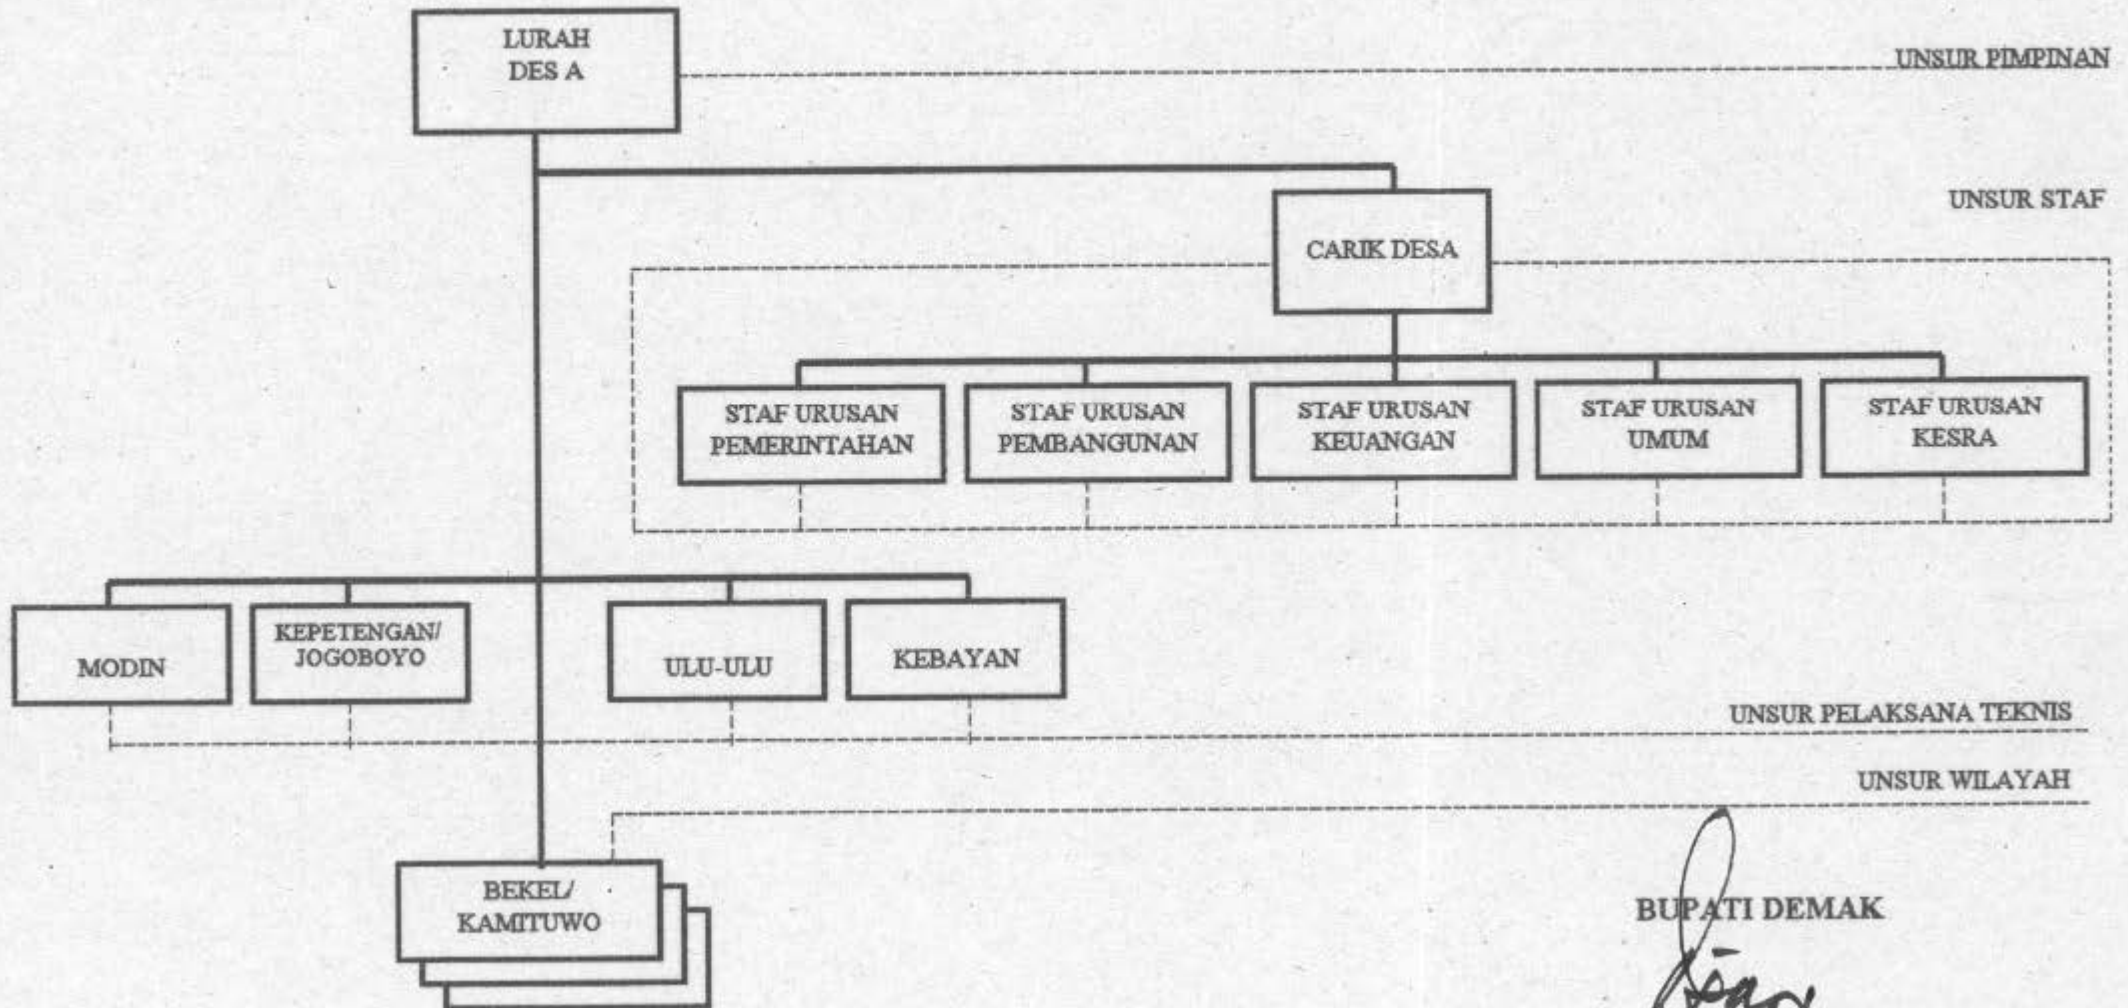 LURAH
DES A
UNSUR PIMPINAN
UNSUR STAF
CARIK DESA
STAF URUSAN
PEMERINTAHAN
STAF URUSAN
PEMBANGUNAN
STAF URUSAN
KEUANGAN
STAF URUSAN
UMUM
STAF URUSAN
KESRA
MODIN
KEPETENGAN/
JOGOBOYO
ULU-ULU
KEBAYAN
UNSUR PELAKSANA TEKNIS
UNSUR WILAYAH
BEKEL/
KAMITUWO
BUPATI DEMAK